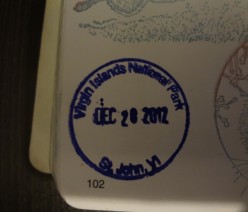 Virgin Islands National Park
DEC 28 2012
St. John, VI
102